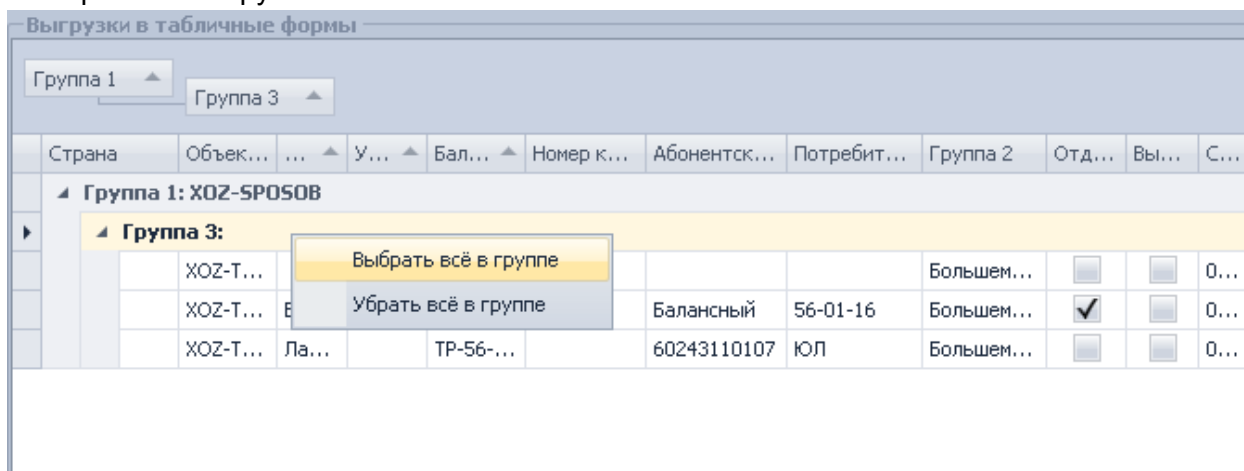 Выгрузки в табличные формы
Группа 1
Группа 3
Страна Объек... ... У... Бал... Номер к... Абонентск... Потребит... Группа 2 Отд... Вы... С...
Группа 1: XOZ-SPOSOB
Группа 3:
Выбрать всё в группе
XOZ-T... Большем... 0...
Убрать всё в группе
XOZ-T... Балансный 56-01-16 Большем... 0...
XOZ-T... Ла... ТР-56-... 60243110107 ЮЛ Большем... 0...